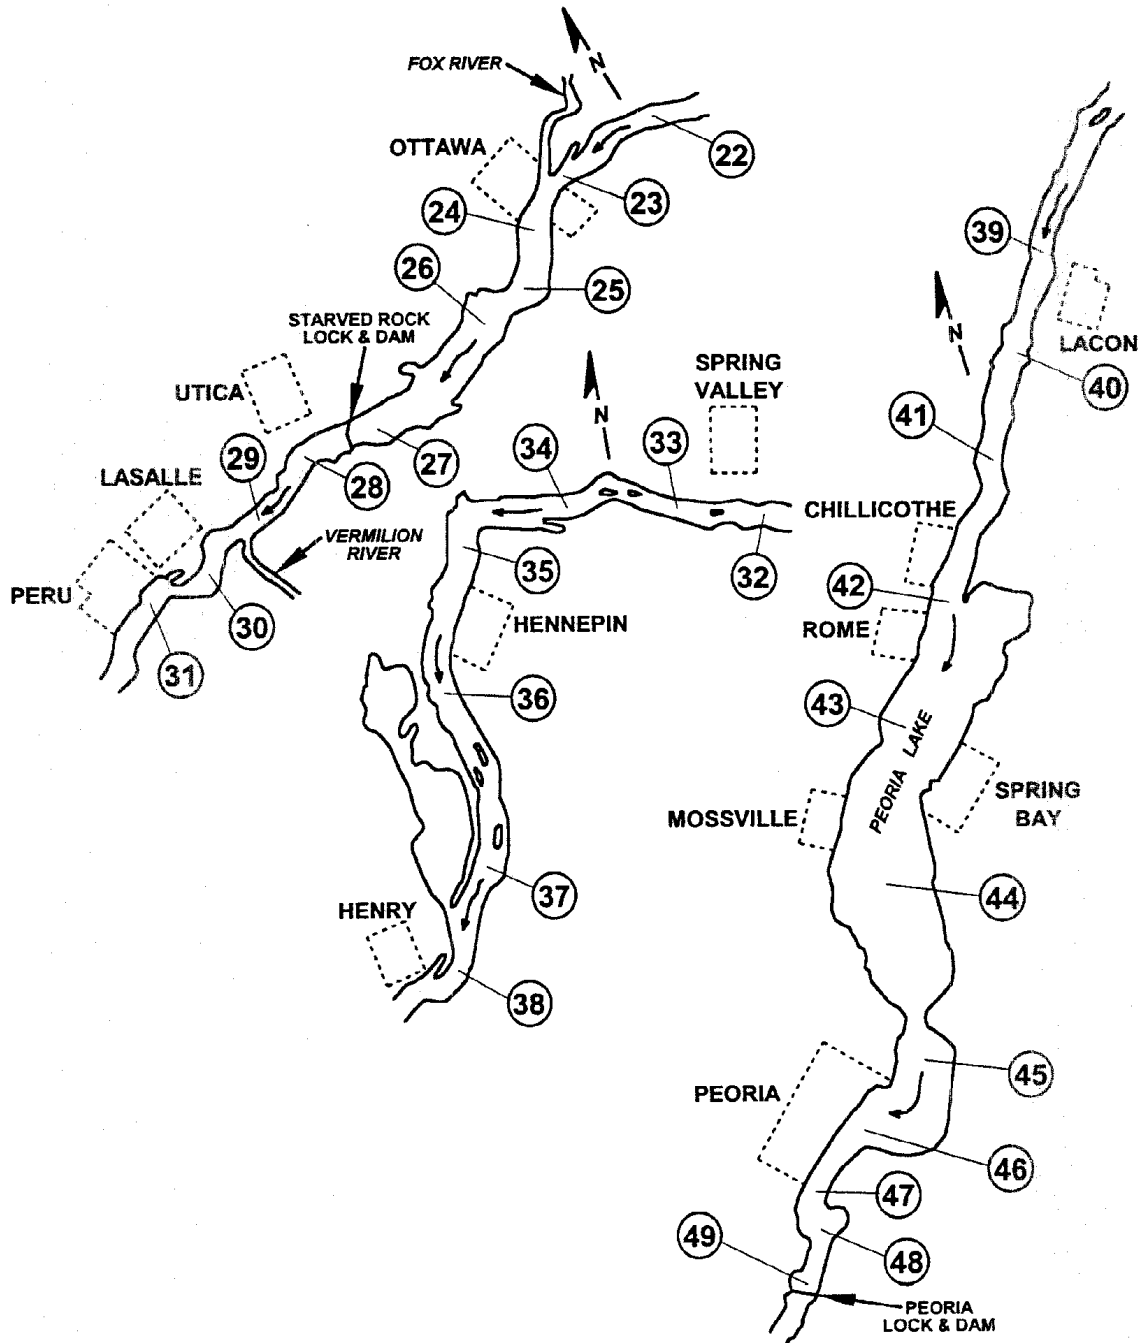 FOX RIVER
N
OTTAWA
22
23
24
25
26
STARVED ROCK
LOCK & DAM
UTICA
27
28
29
LASALLE
VERMILION
RIVER
PERU
30
31
N
SPRING
VALLEY
32
33
34
35
HENNEPIN
36
37
HENRY
38
N
39
LACON
40
41
CHILLICOTHE
42
ROME
43
PEORIA LAKE
MOSSVILLE
SPRING
BAY
44
45
PEORIA
46
47
48
49
PEORIA
LOCK & DAM